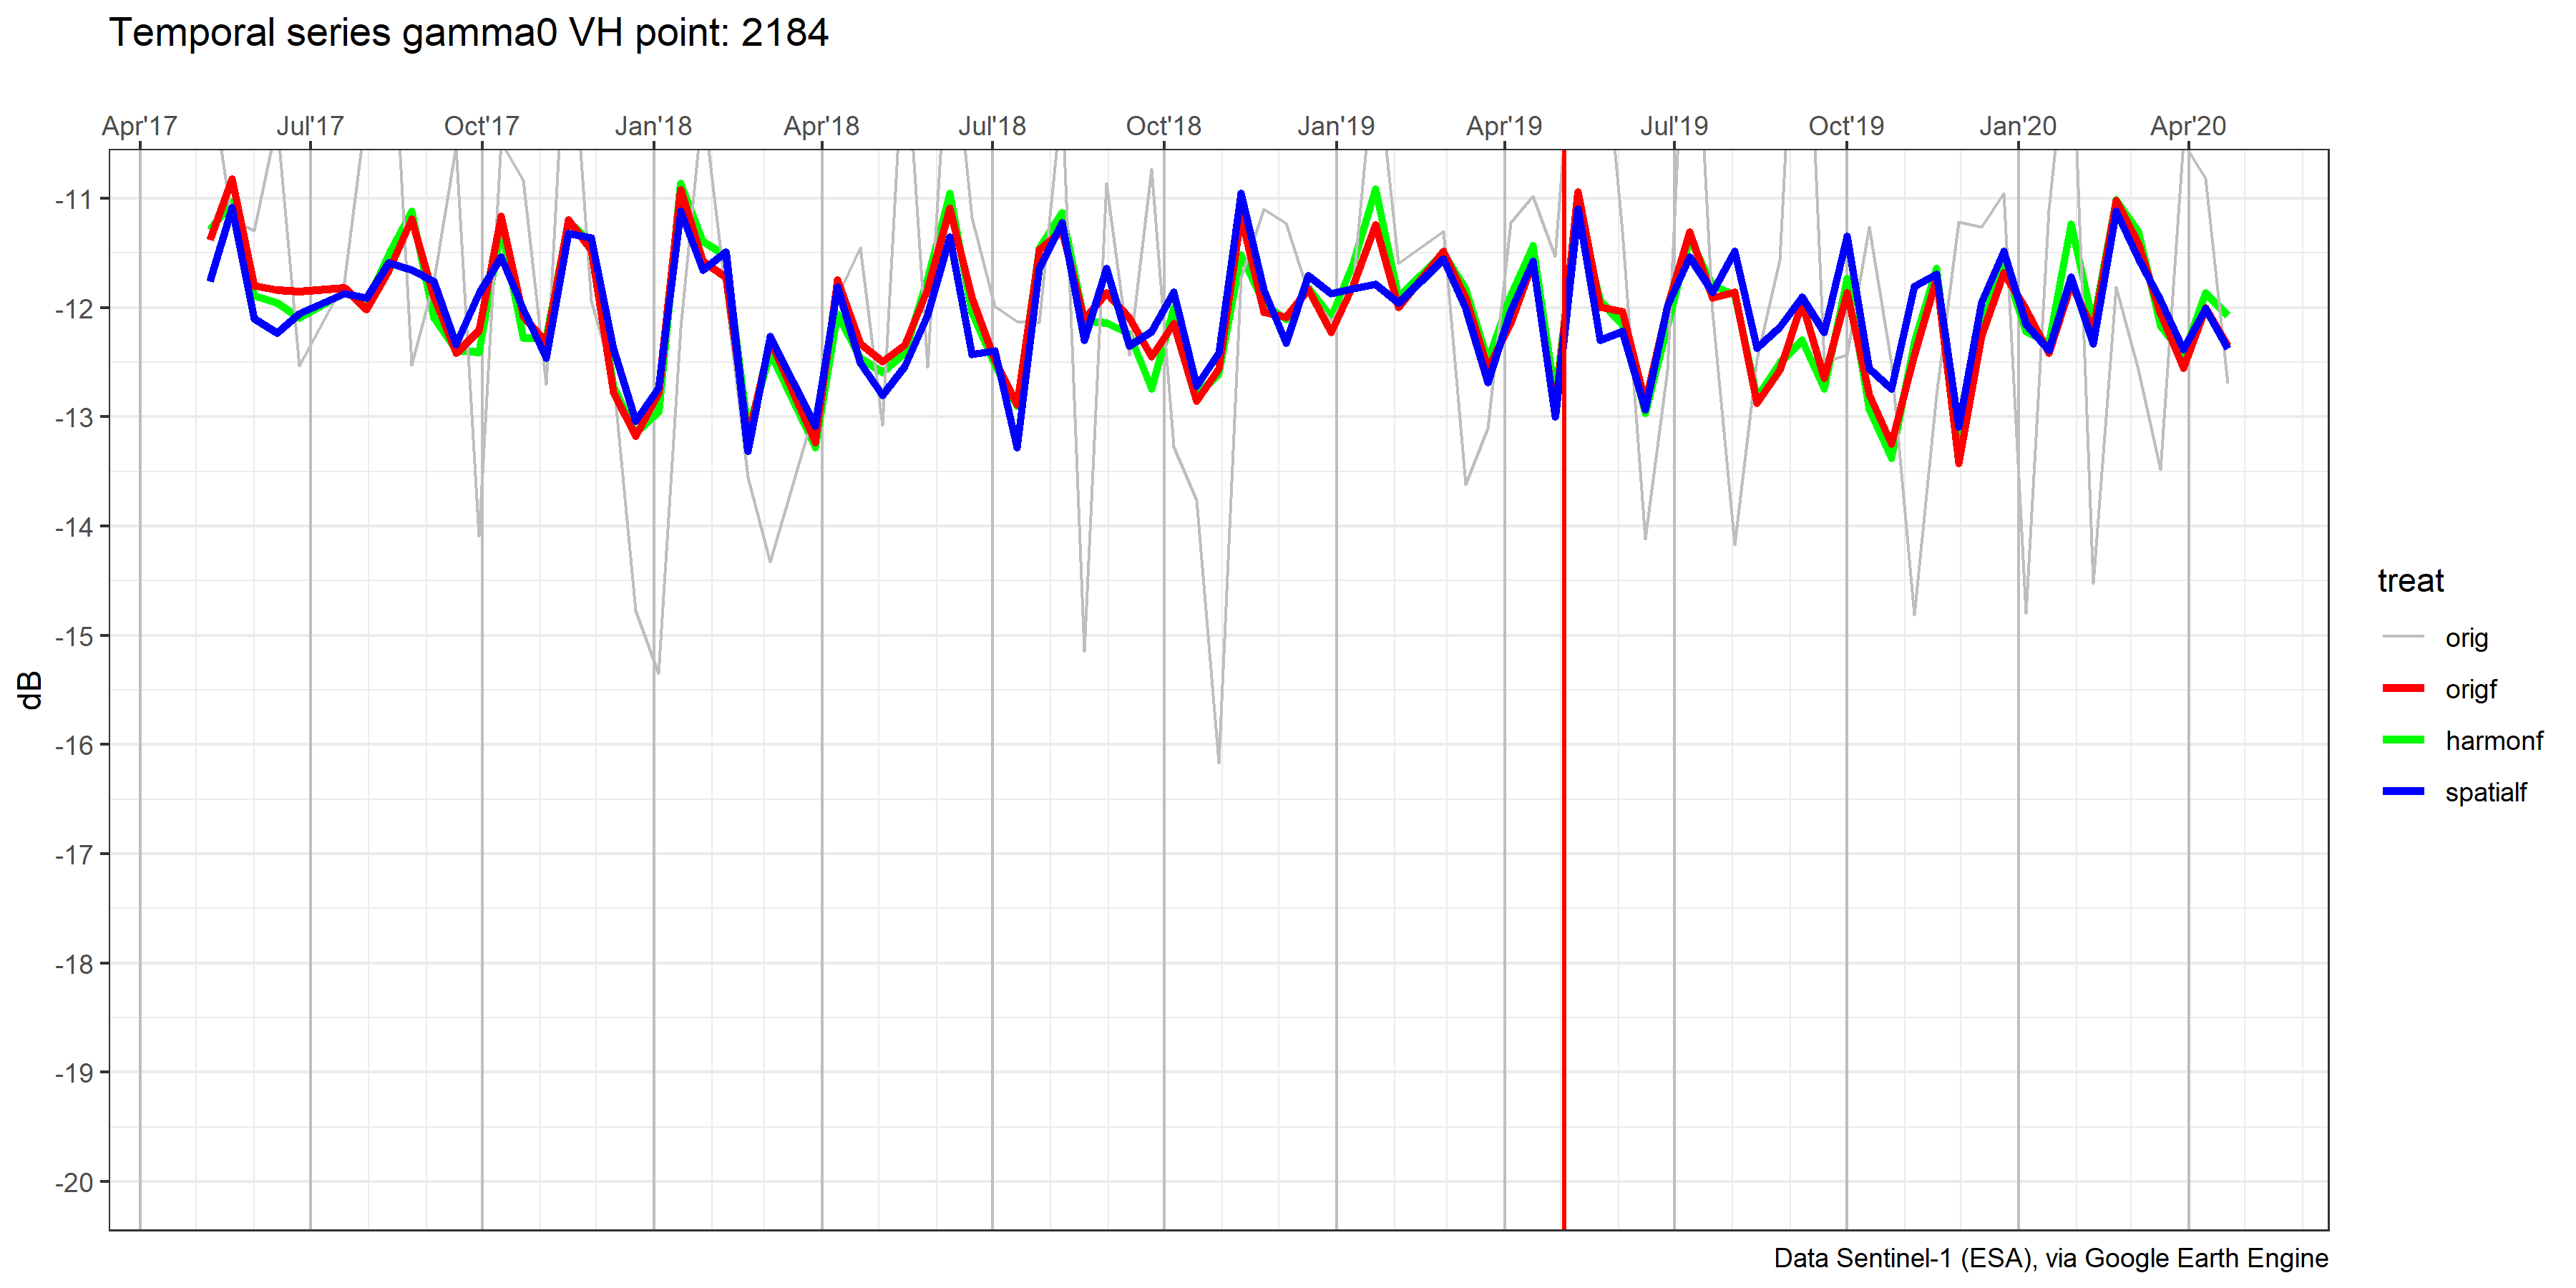 Temporal series gamma0 VH point: 2184
Apr'17 Jul'17 Oct'17 Jan'18 Apr'18 Jul'18 Oct'18 Jan'19 Apr'19 Jul'19 Oct'19 Jan'20 Apr'20
-11
-12
-13
-14
-15
-16
-17
-18
-19
-20
dB
treat
orig
origf
harmonf
spatialf
Data Sentinel-1 (ESA), via Google Earth Engine